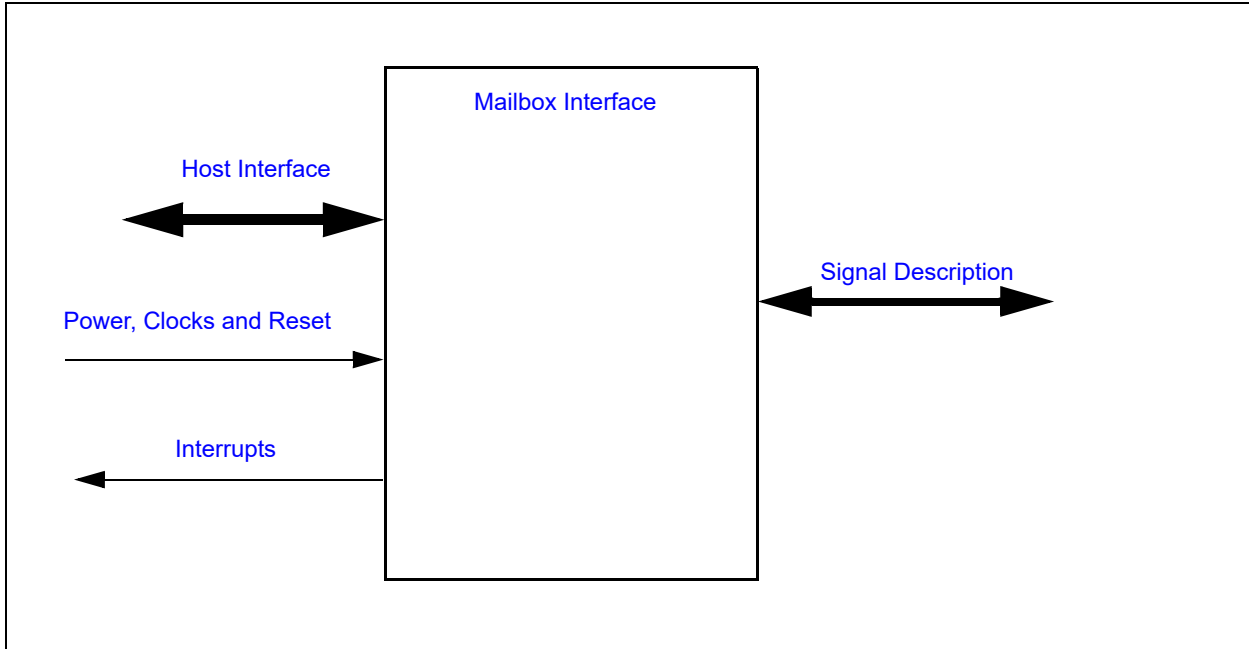 Mailbox Interface
Host Interface
Signal Description
Power, Clocks and Reset
Interrupts